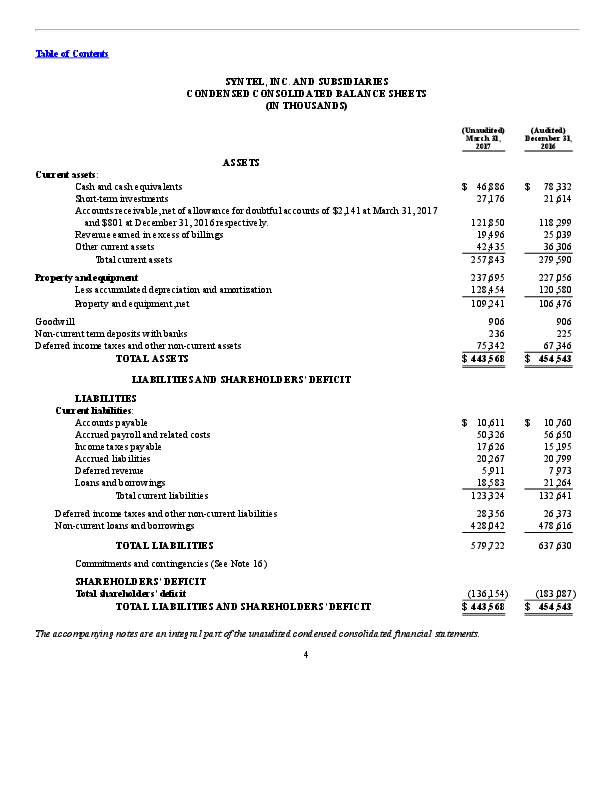 Table of Contents
SYNTEL, INC. AND SUBSIDIARIES
CONDENSED CONSOLIDATED BALANCE SHEETS
(IN THOUSANDS)
(Unaudited) (Audited)
March 31, December 31,
2017 2016
ASSETS
Current assets:
Cash and cash equivalents $ 46,886 $ 78,332
Short-term investments 27,176 21,614
Accounts receivable, net of allowance for doubtful accounts of $2,141 at March 31, 2017
and $801 at December 31, 2016 respectively. 121,850 118,299
Revenue earned in excess of billings 19,496 25,039
Other current assets 42,435 36,306
Total current assets 257,843 279,590
Property and equipment 237,695 227,056
Less accumulated depreciation and amortization 128,454 120,580
Property and equipment, net 109,241 106,476
Goodwill 906 906
Non-current term deposits with banks 236 225
Deferred income taxes and other non-current assets 75,342 67,346
TOTAL ASSETS $ 443,568 $ 454,543
LIABILITIES AND SHAREHOLDERS' DEFICIT
LIABILITIES
Current liabilities:
Accounts payable $ 10,611 $ 10,760
Accrued payroll and related costs 50,326 56,650
Income taxes payable 17,626 15,195
Accrued liabilities 20,267 20,799
Deferred revenue 5,911 7,973
Loans and borrowings 18,583 21,264
Total current liabilities 123,324 132,641
Deferred income taxes and other non-current liabilities 28,356 26,373
Non-current loans and borrowings 428,042 478,616
TOTAL LIABILITIES 579,722 637,630
Commitments and contingencies (See Note 16)
SHAREHOLDERS' DEFICIT
Total shareholders' deficit (136,154) (183,087)
TOTAL LIABILITIES AND SHAREHOLDERS' DEFICIT $ 443,568 $ 454,543
The accompanying notes are an integral part of the unaudited condensed consolidated financial statements.
4